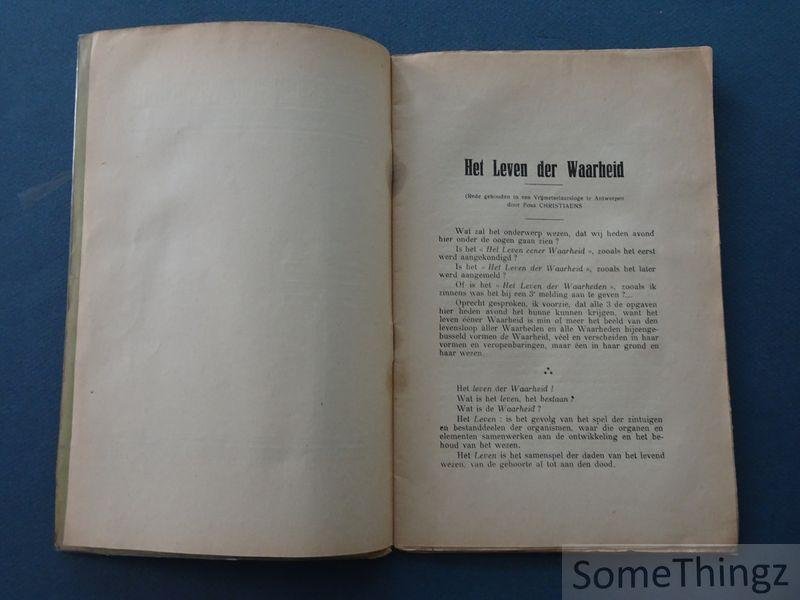 Het Leven der Waarheid
(Rede gehouden in een Vrijmetselaarsloge te Antwerpen
door Fons CHRISTIAENS
Wat zal het onderwerp wezen, dat wij heden avond
hier onder de oogen gaan zien ?
Is het « Het Leven eener Waarheid », zooals het eerst
werd aangekondigd ?
Is het « Het Leven der Waarheid », zooals het later
werd aangemeld ?
Of is het « Het Leven der Waarheden », zooals ik
zinnens was het bij een 3e melding aan te geven ?...
Oprecht gesproken, ik voorzie, dat alle 3 de opgaven
hier heden avond het hunne kunnen krijgen, want het
leven ééner Waarheid is min of meer het beeld van den
levensloop àller Waarheden en àlle Waarheden bijeenge-
busseld vormen de Waarheid, véel en verscheiden in haar
vormen en veropenbaringen, maar één in haar grond en
haar wezen.
Het leven der Waarheid !
Wat is het leven, het bestaan ?
Wat is de Waarheid ?
Het Leven : is het gevolg van het spel der zintuigen
en bestanddeelen der organismen, waar die organen en
elementen samenwerken aan de ontwikkeling en het be-
houd van het wezen.
Het Leven is het samenspel der daden van het levend
wezen, van de geboorte af tot aan den dood.
SomeThingz